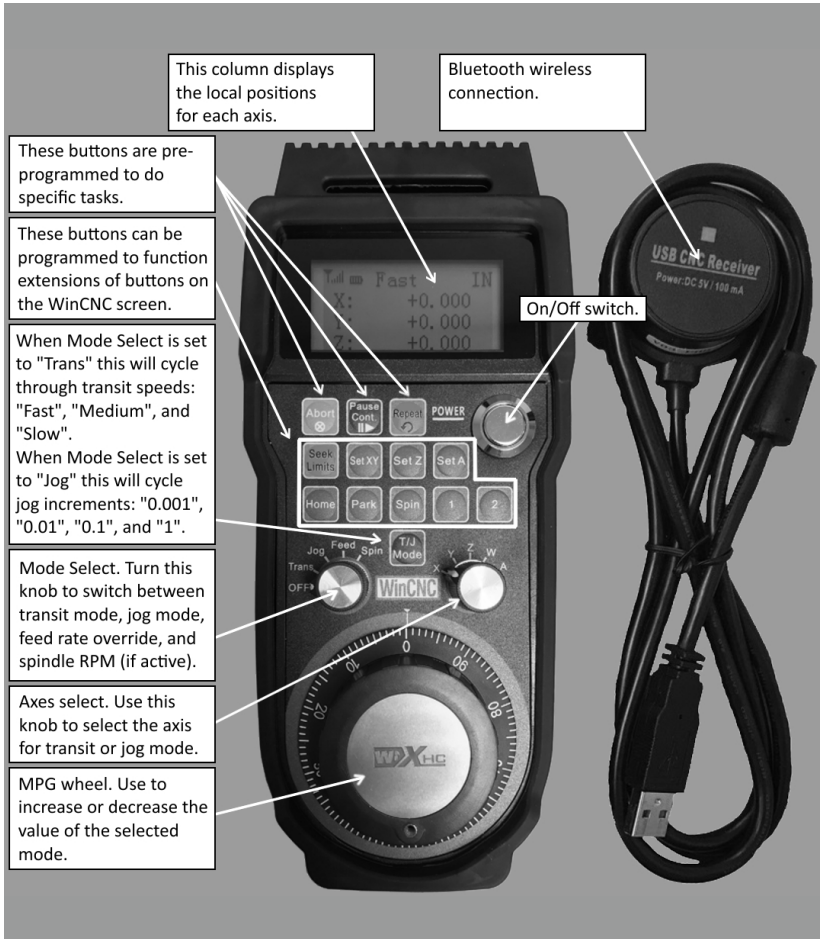 This column displays
the local positions
for each axis.
Bluetooth wireless
connection.
These buttons are pre-
programmed to do
specific tasks.
These buttons can be
programmed to function
extensions of buttons on
the WinCNC screen.
When Mode Select is set
to "Trans" this will cycle
through transit speeds:
"Fast", "Medium", and
"Slow".
When Mode Select is set
to "Jog" this will cycle
jog increments: "0.001",
"0.01", "0.1", and "1".
Mode Select. Turn this
knob to switch between
transit mode, jog mode,
feed rate override, and
spindle RPM (if active).
Axes select. Use this
knob to select the axis
for transit or jog mode.
MPG wheel. Use to
increase or decrease the
value of the selected
mode.
On/Off switch.
Fast IN
X: +0.000
Y: +0.000
Z: +0.000
USB CNC Receiver
Power:DC 5V/100 mA
Abort
Pause
Cont.
Repeat
POWER
Seek
Limits
Set XY
Set Z
Set A
Home
Park
Spin
1
2
T/J
Mode
OFF
Trans
Jog
Feed
Spin
WinCNC
X
Y
Z
W
A
20
10
0
90
80
HC